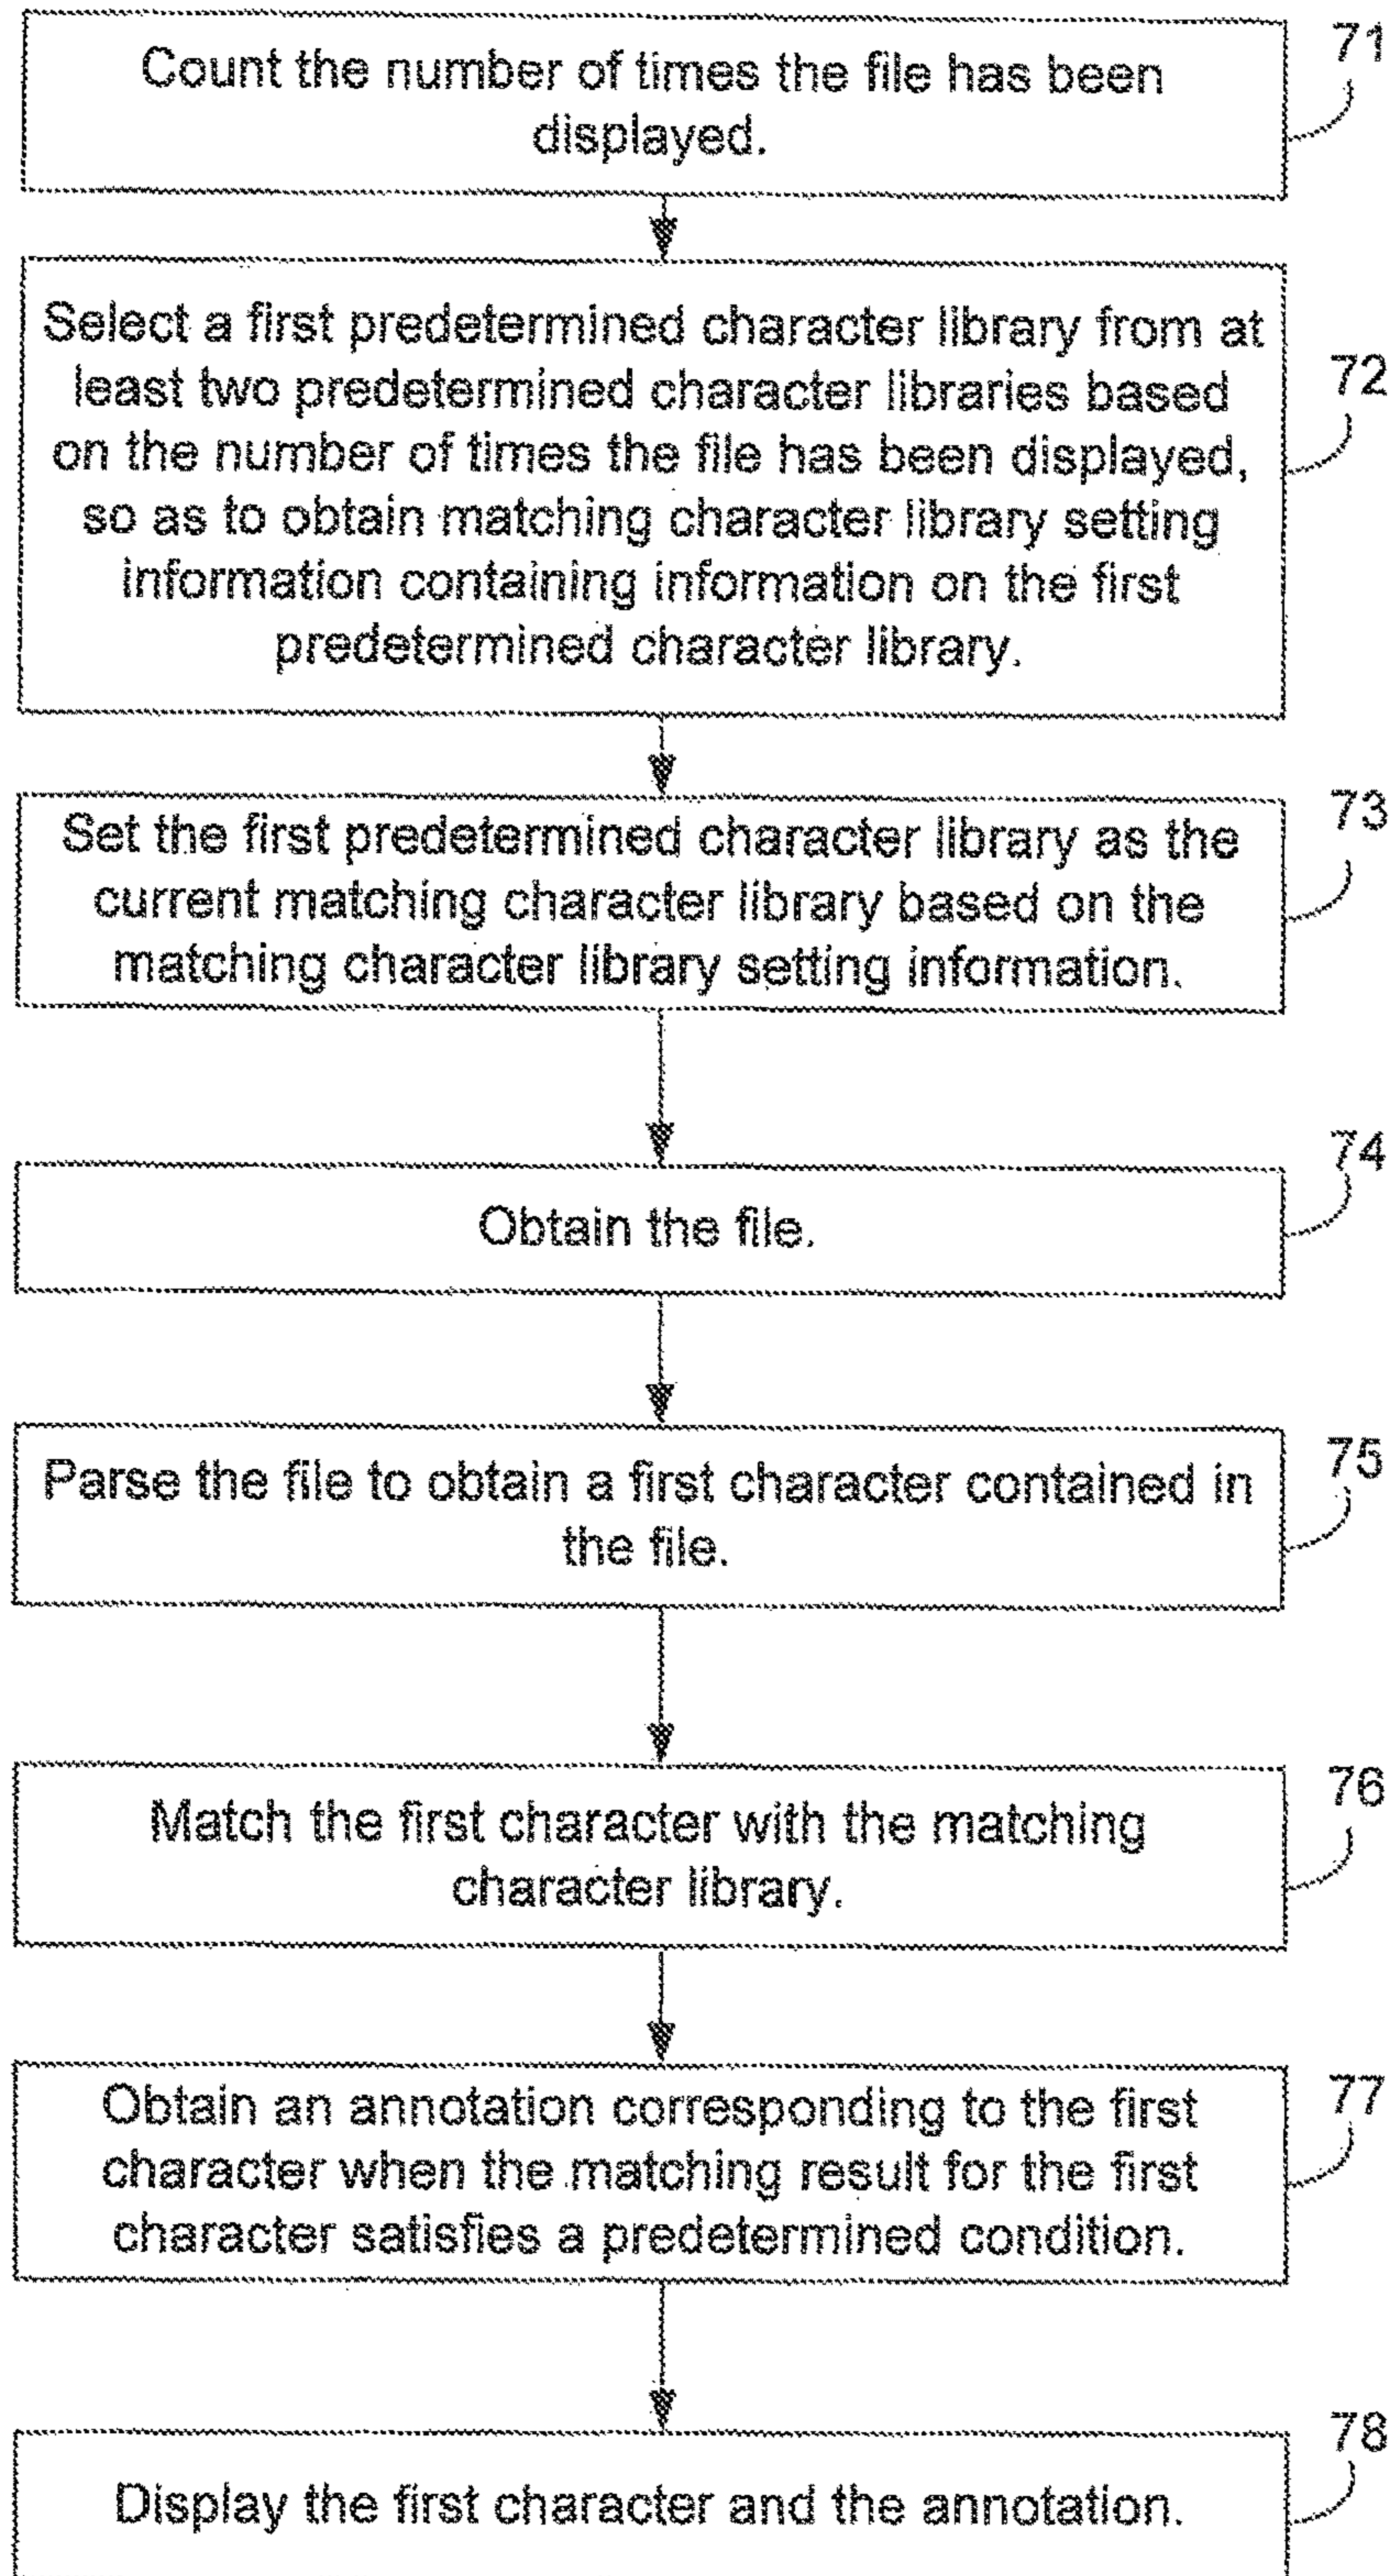 71
Count the number of times the file has been
displayed.
Select a first predetermined character library from at
least two predetermined character libraries based
72
on the number of times the file has been displayed,
so as to obtain matching character library setting
information containing information on the first
predetermined character library.
73
Set the first predetermined character library as the
current matching character library based on the
matching character library setting information.
74
Obtain the file.
75
Parse the file to obtain a first character contained in
the file.
76
Match the first character with the matching
character library.
77
Obtain an annotation corresponding to the first
character when the matching result for the first
character satisfies a predetermined condition.
78
Display the first character and the annotation.